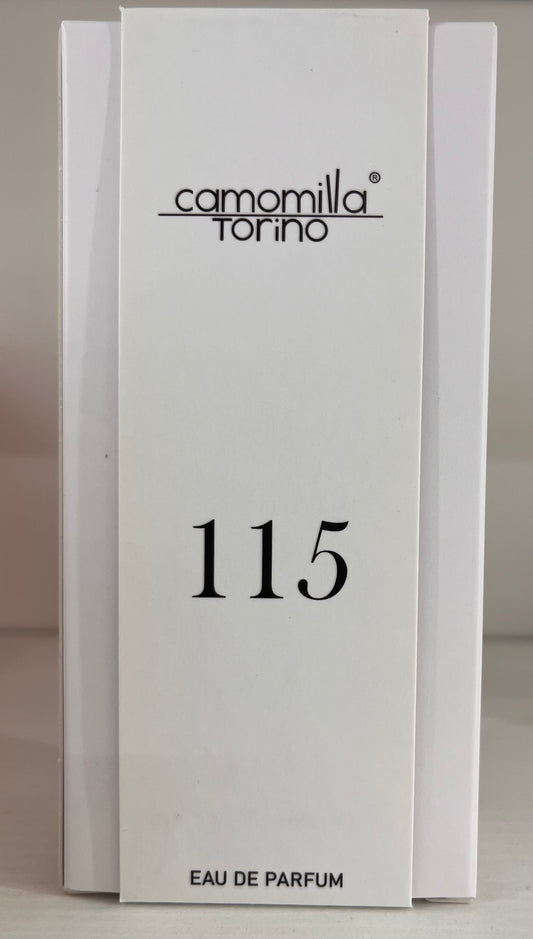 camomilla®
Torino
115
EAU DE PARFUM